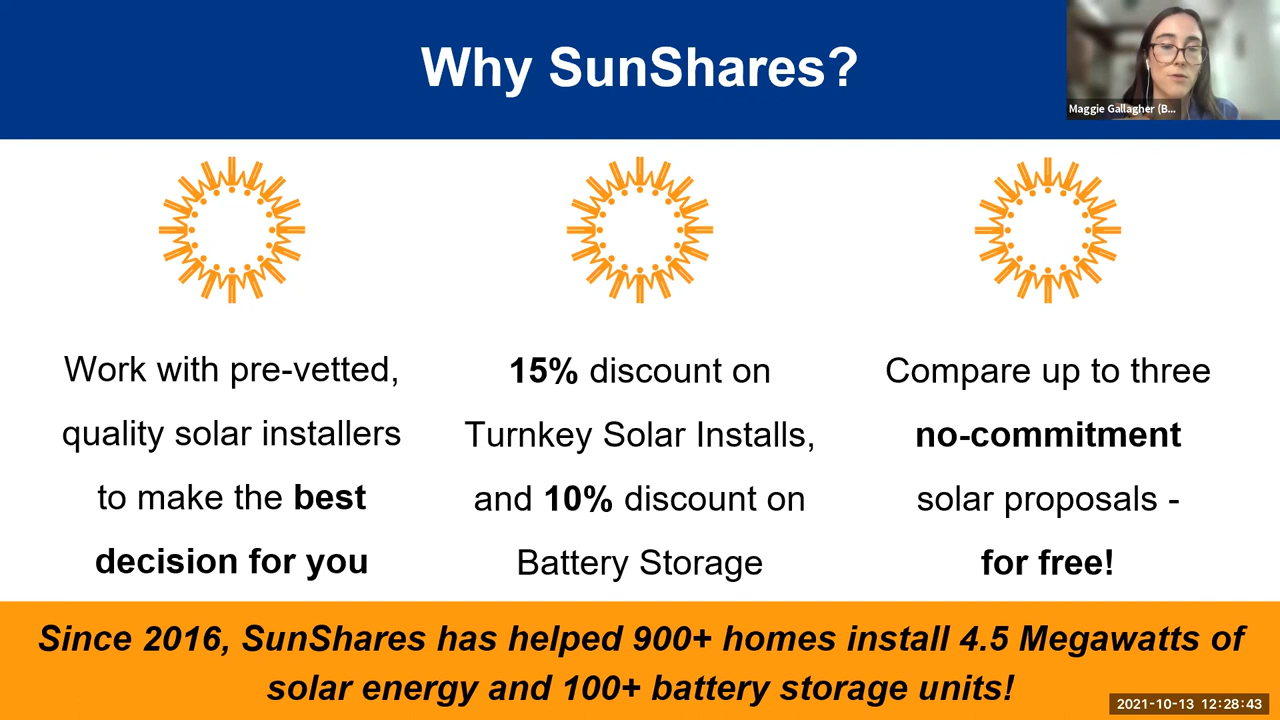 Why SunShares?
Maggie Gallagher (B...
Work with pre-vetted,
quality solar installers
to make the best
decision for you
15% discount on
Turnkey Solar Installs,
and 10% discount on
Battery Storage
Compare up to three
no-commitment
solar proposals -
for free!
Since 2016, SunShares has helped 900+ homes install 4.5 Megawatts of
solar energy and 100+ battery storage units!
2021-10-13 12:28:43